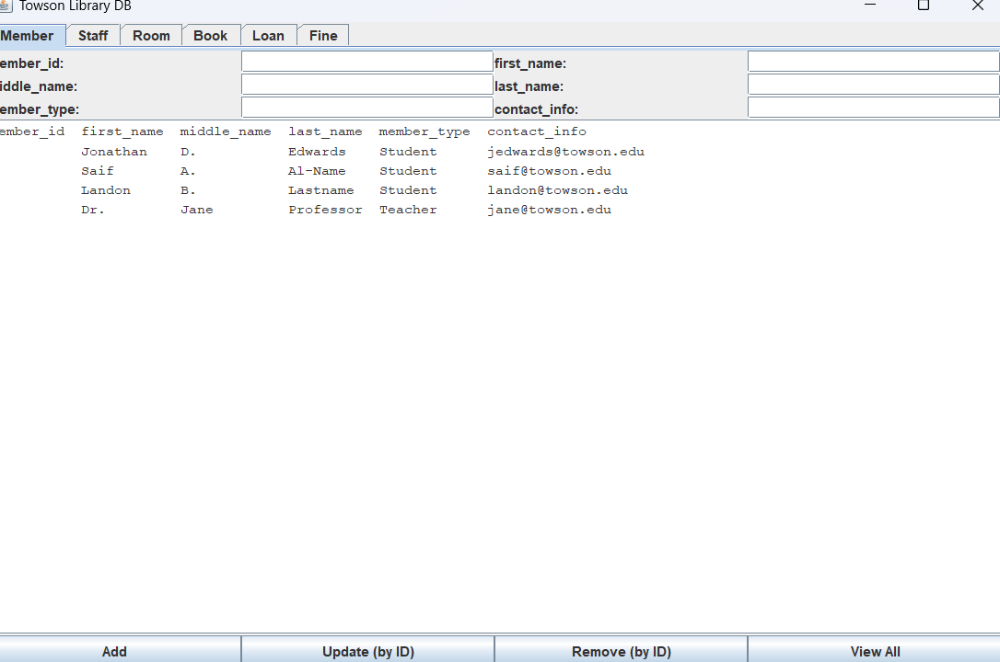 Towson Library DB
Member Staff Room Book Loan Fine
ember_id: first_name:
iddle_name: last_name:
ember_type: contact_info:
ember_id first_name middle_name last_name member_type contact_info
Jonathan D. Edwards Student jedwards@towson.edu
Saif A. Al-Name Student saif@towson.edu
Landon B. Lastname Student landon@towson.edu
Dr. Jane Professor Teacher jane@towson.edu
Add Update (by ID) Remove (by ID) View All